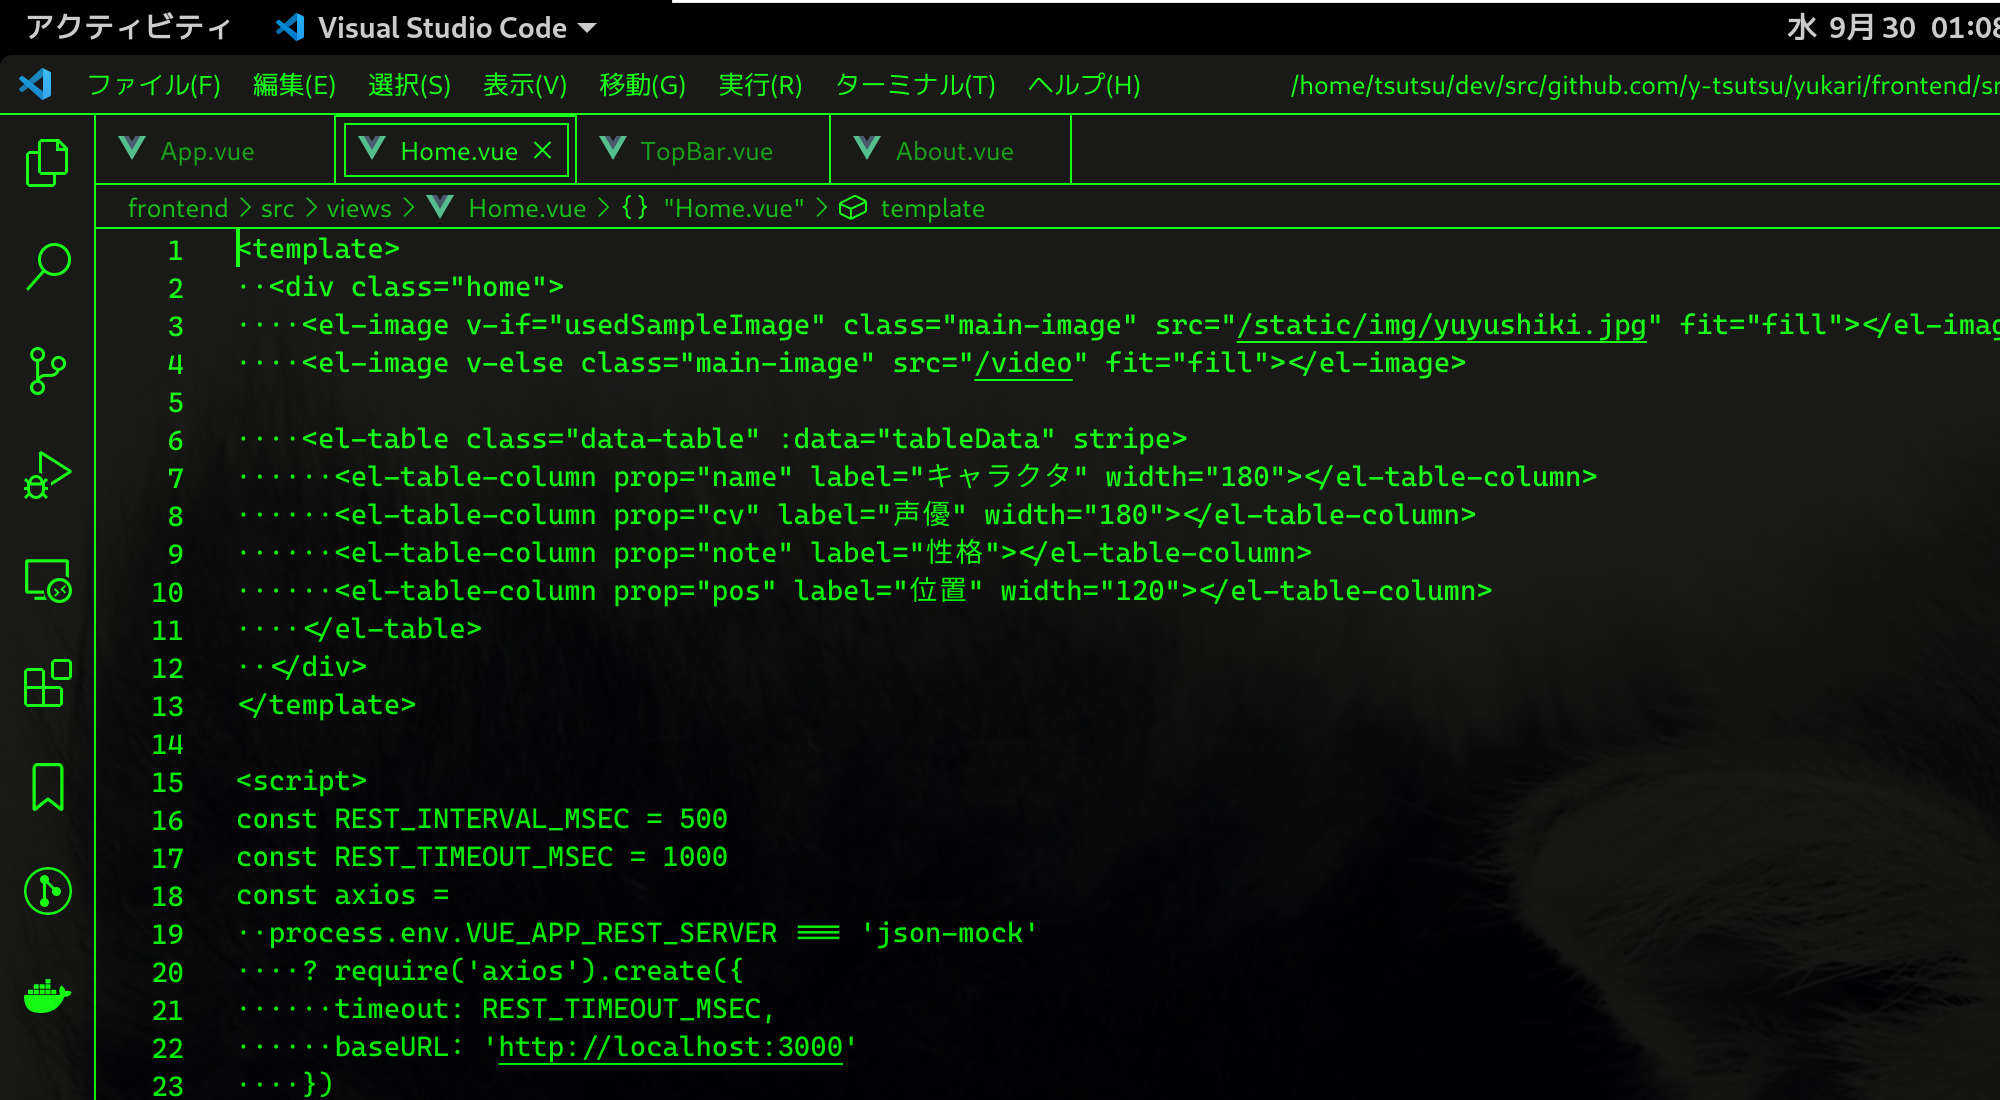 アクティビティ Visual Studio Code 水 9月30 01:08
ファイル(F) 編集(E) 選択(S) 表示(V) 移動(G) 実行(R) ターミナル(T) ヘルプ(H) /home/tsutsu/dev/src/github.com/y-tsutsu/yukari/frontend/sr
App.vue Home.vue TopBar.vue About.vue
frontend > src > views > Home.vue > {} "Home.vue" > template
1 <template>
2 ··<div class="home">
3 ····<el-image v-if="usedSampleImage" class="main-image" src="/static/img/yuyushiki.jpg" fit="fill"></el-imag
4 ····<el-image v-else class="main-image" src="/video" fit="fill"></el-image>
5
6 ····<el-table class="data-table" :data="tableData" stripe>
7 ······<el-table-column prop="name" label="キャラクタ" width="180"></el-table-column>
8 ······<el-table-column prop="cv" label="声優" width="180"></el-table-column>
9 ······<el-table-column prop="note" label="性格"></el-table-column>
10 ······<el-table-column prop="pos" label="位置" width="120"></el-table-column>
11 ····</el-table>
12 ··</div>
13 </template>
14
15 <script>
16 const REST_INTERVAL_MSEC = 500
17 const REST_TIMEOUT_MSEC = 1000
18 const axios =
19 ··process.env.VUE_APP_REST_SERVER === 'json-mock'
20 ····? require('axios').create({
21 ······timeout: REST_TIMEOUT_MSEC,
22 ······baseURL: 'http://localhost:3000'
23 ····})